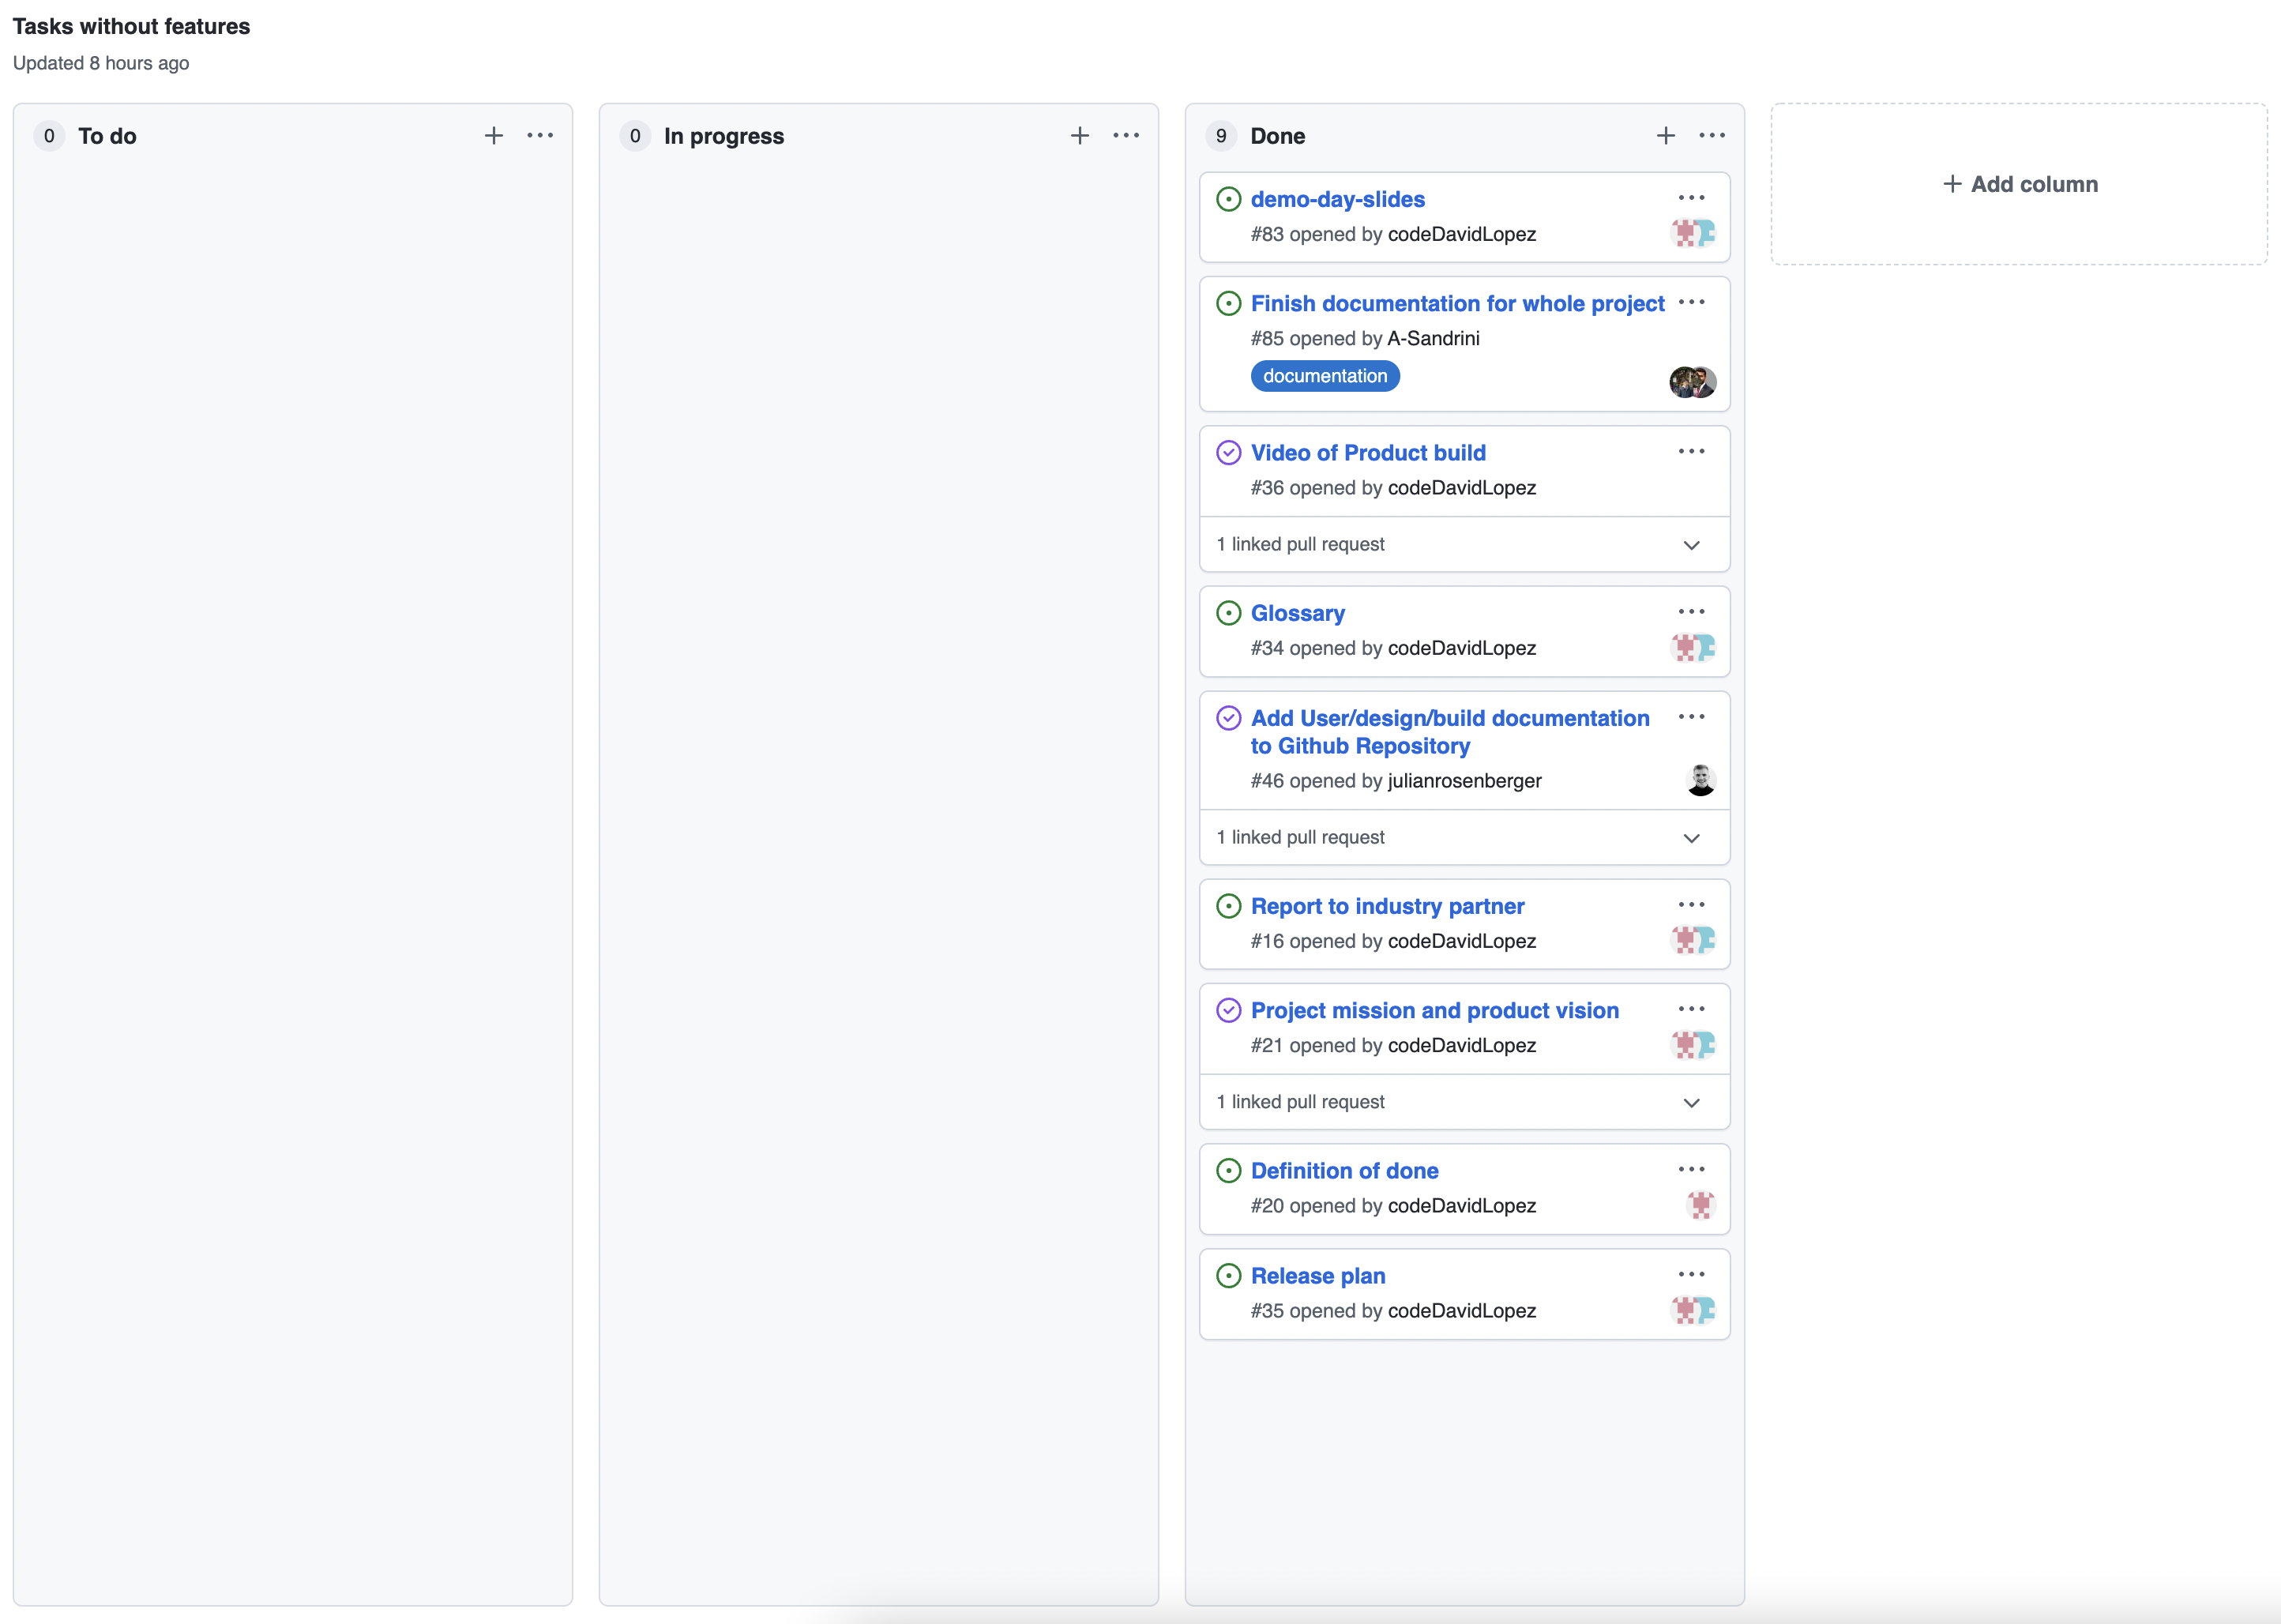 Tasks without features
Updated 8 hours ago
0 To do
0 In progress
9 Done
demo-day-slides
#83 opened by codeDavidLopez
Finish documentation for whole project
#85 opened by A-Sandrini
documentation
Video of Product build
#36 opened by codeDavidLopez
1 linked pull request
Glossary
#34 opened by codeDavidLopez
Add User/design/build documentation
to Github Repository
#46 opened by julianrosenberger
1 linked pull request
Report to industry partner
#16 opened by codeDavidLopez
Project mission and product vision
#21 opened by codeDavidLopez
1 linked pull request
Definition of done
#20 opened by codeDavidLopez
Release plan
#35 opened by codeDavidLopez
+ Add column